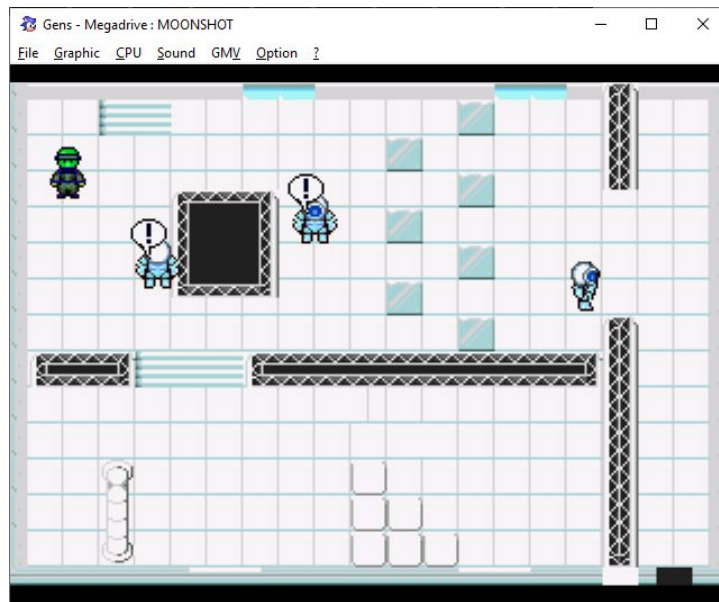 Gens - Megadrive : MOONSHOT
File Graphic CPU Sound GMV Option ?
!
!